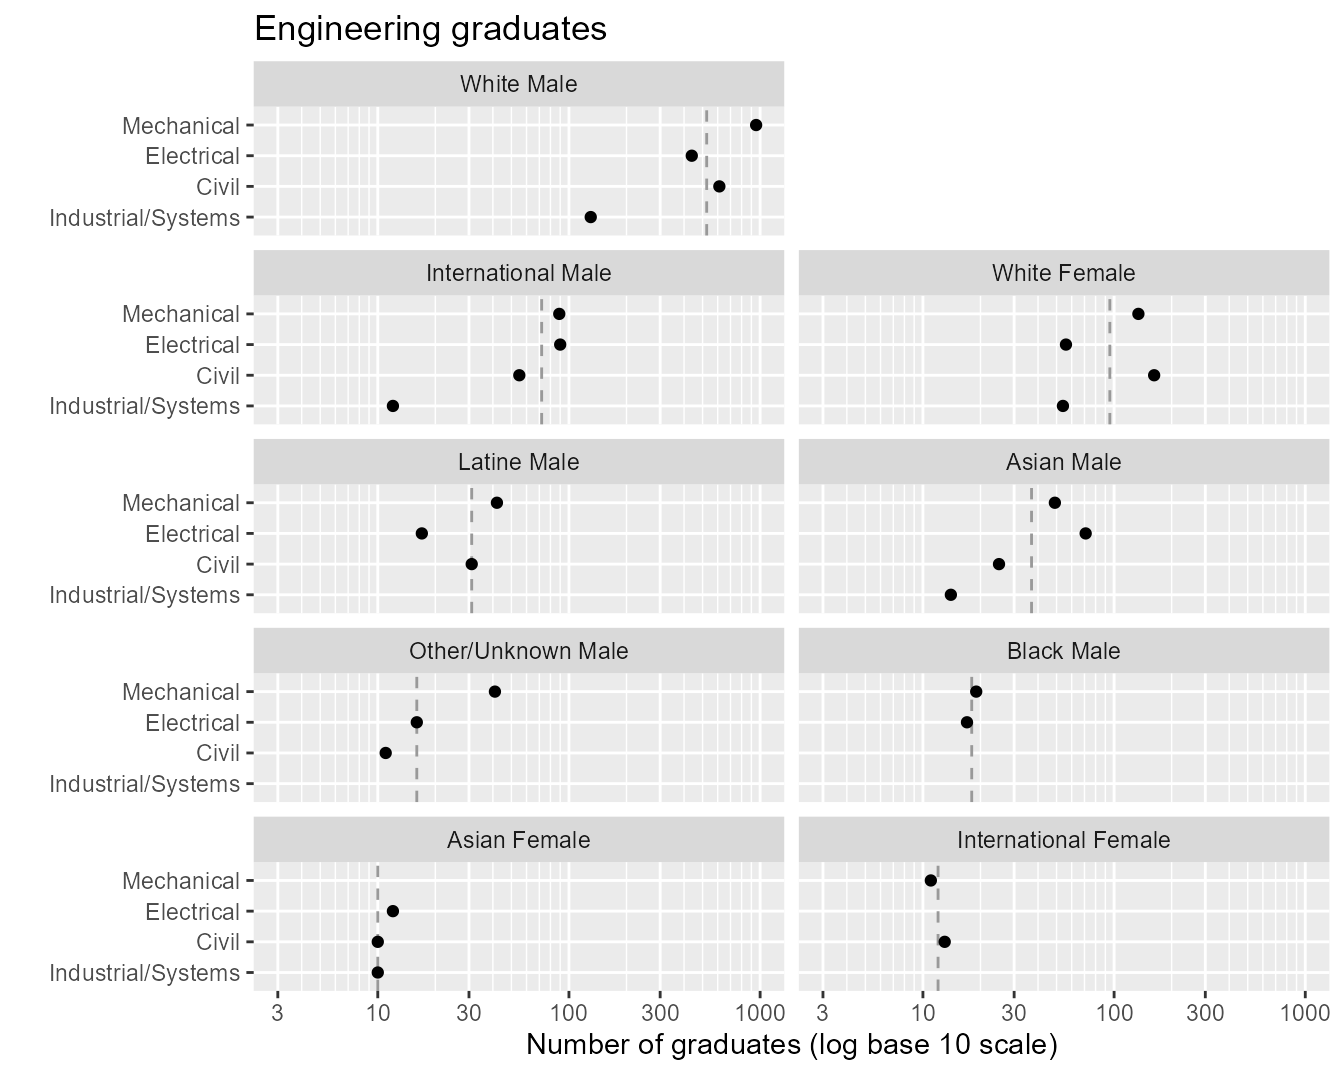 Engineering graduates
White Male
Mechanical
Electrical
Civil
Industrial/Systems
International Male
White Female
Mechanical
Electrical
Civil
Industrial/Systems
Latine Male
Asian Male
Mechanical
Electrical
Civil
Industrial/Systems
Other/Unknown Male
Black Male
Mechanical
Electrical
Civil
Industrial/Systems
Asian Female
International Female
Mechanical
Electrical
Civil
Industrial/Systems
3 10 30 100 300 1000
3 10 30 100 300 1000
Number of graduates (log base 10 scale)